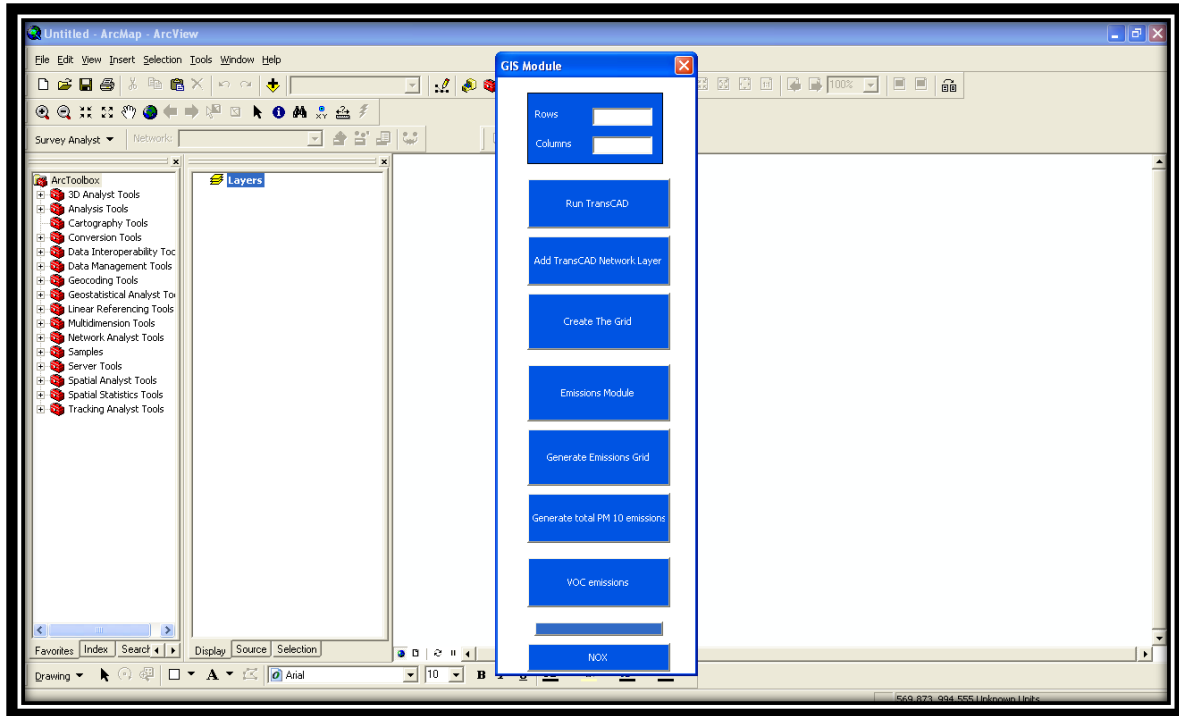 Untitled - ArcMap - ArcView
File Edit View Insert Selection Tools Window Help
100%
Survey Analyst Network:
ArcToolbox
3D Analyst Tools
Analysis Tools
Cartography Tools
Conversion Tools
Data Interoperability Too
Data Management Tools
Geocoding Tools
Geostatistical Analyst To
Linear Referencing Tools
Multidimension Tools
Network Analyst Tools
Samples
Server Tools
Spatial Analyst Tools
Spatial Statistics Tools
Tracking Analyst Tools
Favorites Index Search
Layers
Display Source Selection
GIS Module
Rows
Columns
Run TransCAD
Add TransCAD Network Layer
Create The Grid
Emissions Module
Generate Emissions Grid
Generate total PM 10 emissions
VOC emissions
NOX
Drawing A Arial 10 B
569.873 994.555 Unknown Units